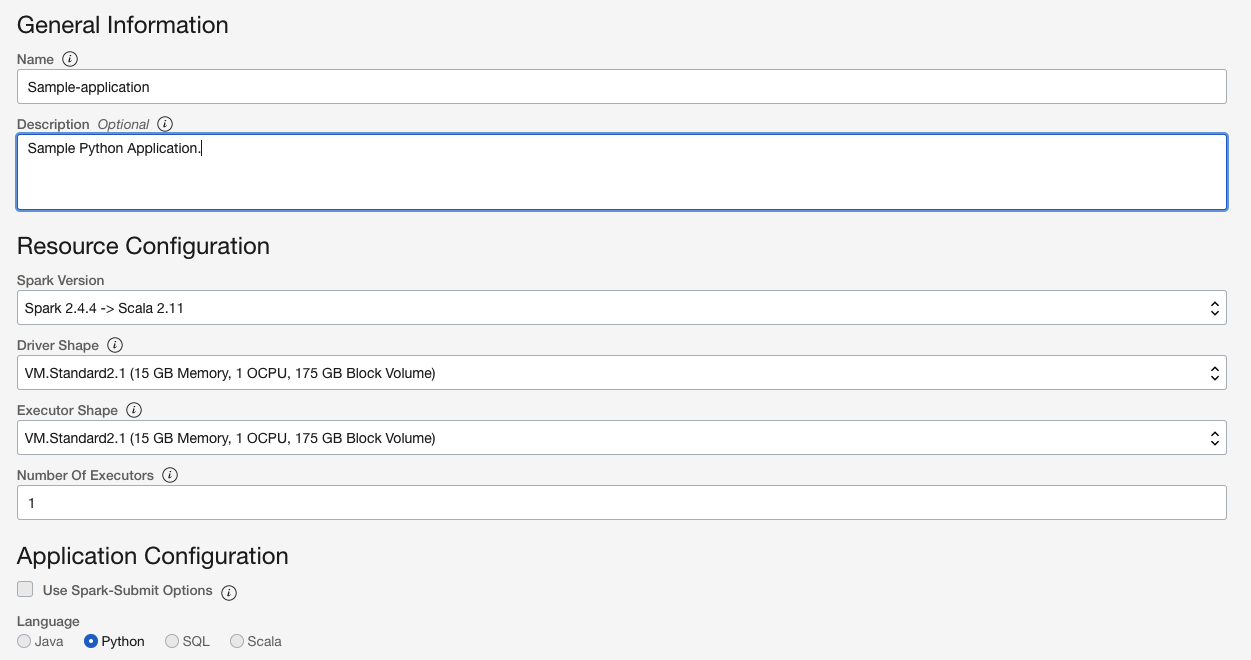 General Information
Name
Sample-application
Description Optional
Sample Python Application.
Resource Configuration
Spark Version
Spark 2.4.4 -> Scala 2.11
Driver Shape
VM.Standard2.1 (15 GB Memory, 1 OCPU, 175 GB Block Volume)
Executor Shape
VM.Standard2.1 (15 GB Memory, 1 OCPU, 175 GB Block Volume)
Number Of Executors
1
Application Configuration
Use Spark-Submit Options
Language
Java Python SQL Scala